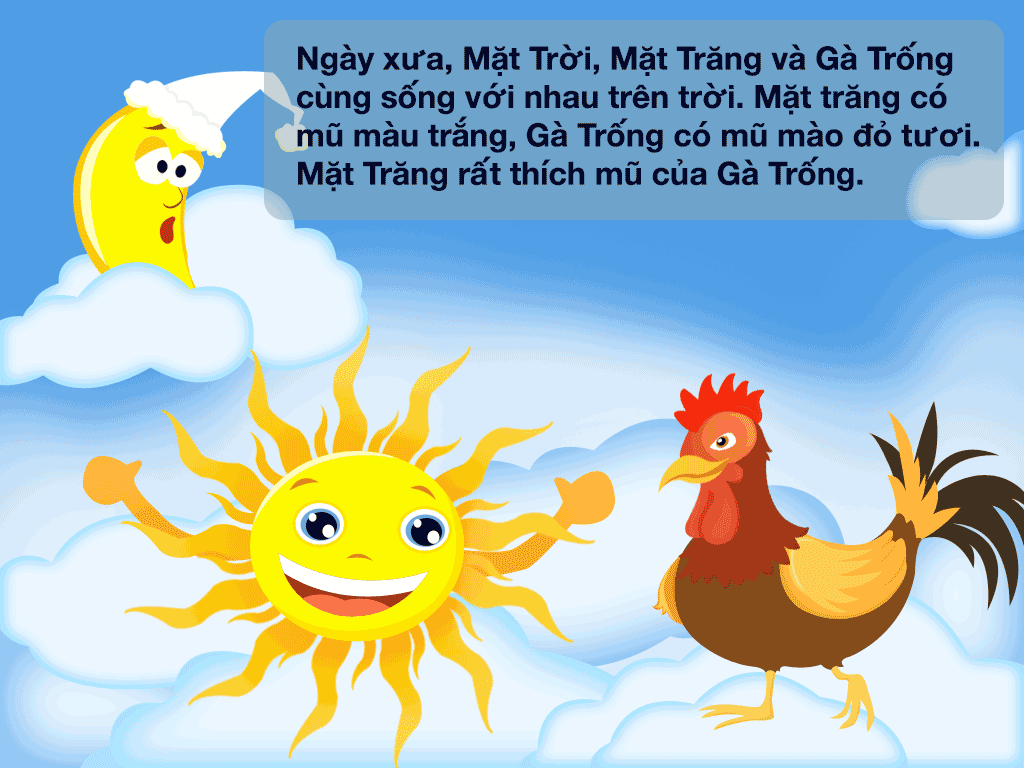 Ngày xưa, Mặt Trời, Mặt Trăng và Gà Trống
cùng sống với nhau trên trời. Mặt trăng có
mũ màu trắng, Gà Trống có mũ mào đỏ tươi.
Mặt Trăng rất thích mũ của Gà Trống.